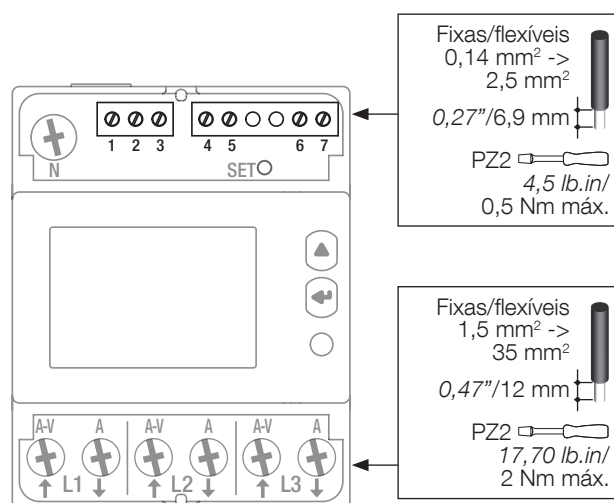 Fixas/flexíveis
0,14 mm² ->
2,5 mm²
0,27”/6,9 mm
PZ2
4,5 lb.in/
0,5 Nm máx.
1 2 3 4 5 6 7
N
SET
Fixas/flexíveis
1,5 mm² ->
35 mm²
0,47”/12 mm
PZ2
17,70 lb.in/
2 Nm máx.
A-V A A-V A A-V A
L1 L2 L3